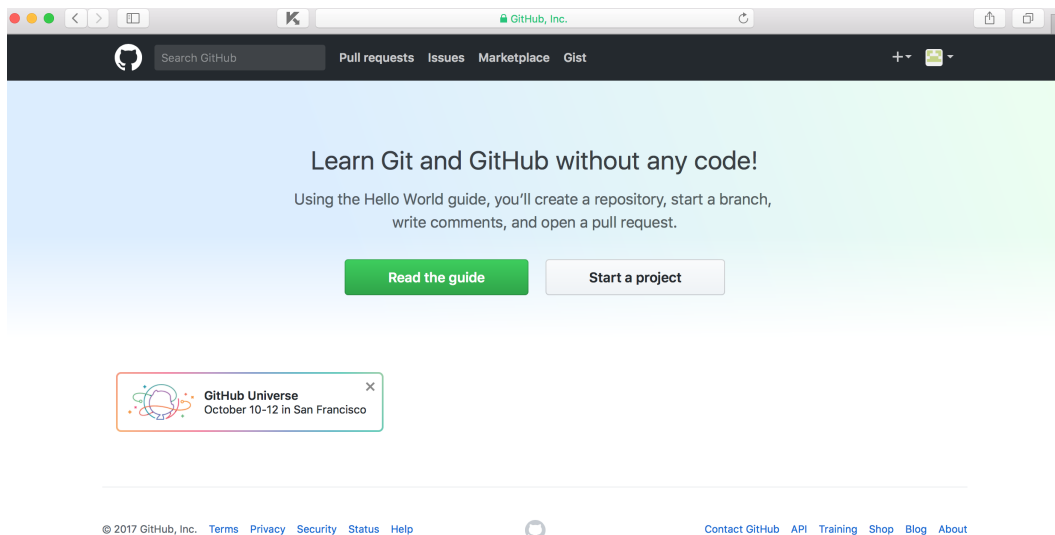 GitHub, Inc.
Search GitHub
Pull requests Issues Marketplace Gist
Learn Git and GitHub without any code!
Using the Hello World guide, you’ll create a repository, start a branch,
write comments, and open a pull request.
Read the guide
Start a project
GitHub Universe
October 10-12 in San Francisco
© 2017 GitHub, Inc. Terms Privacy Security Status Help
Contact GitHub API Training Shop Blog About